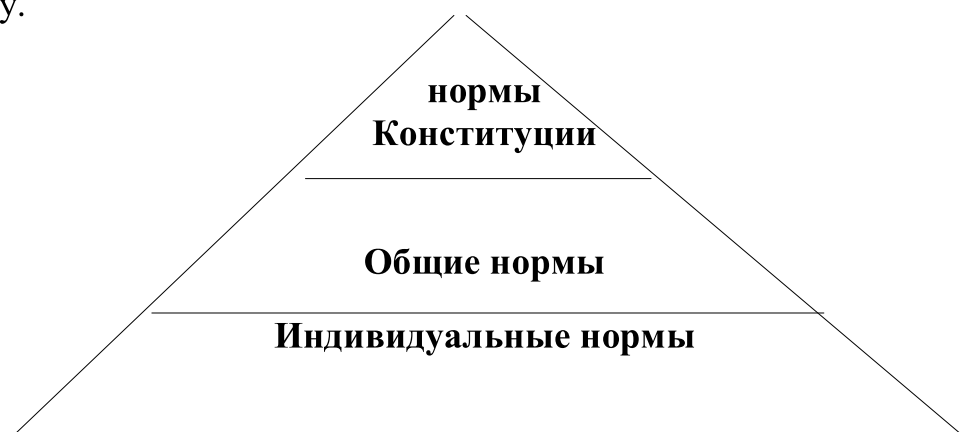 у.
нормы
Конституции
Общие нормы
Индивидуальные нормы